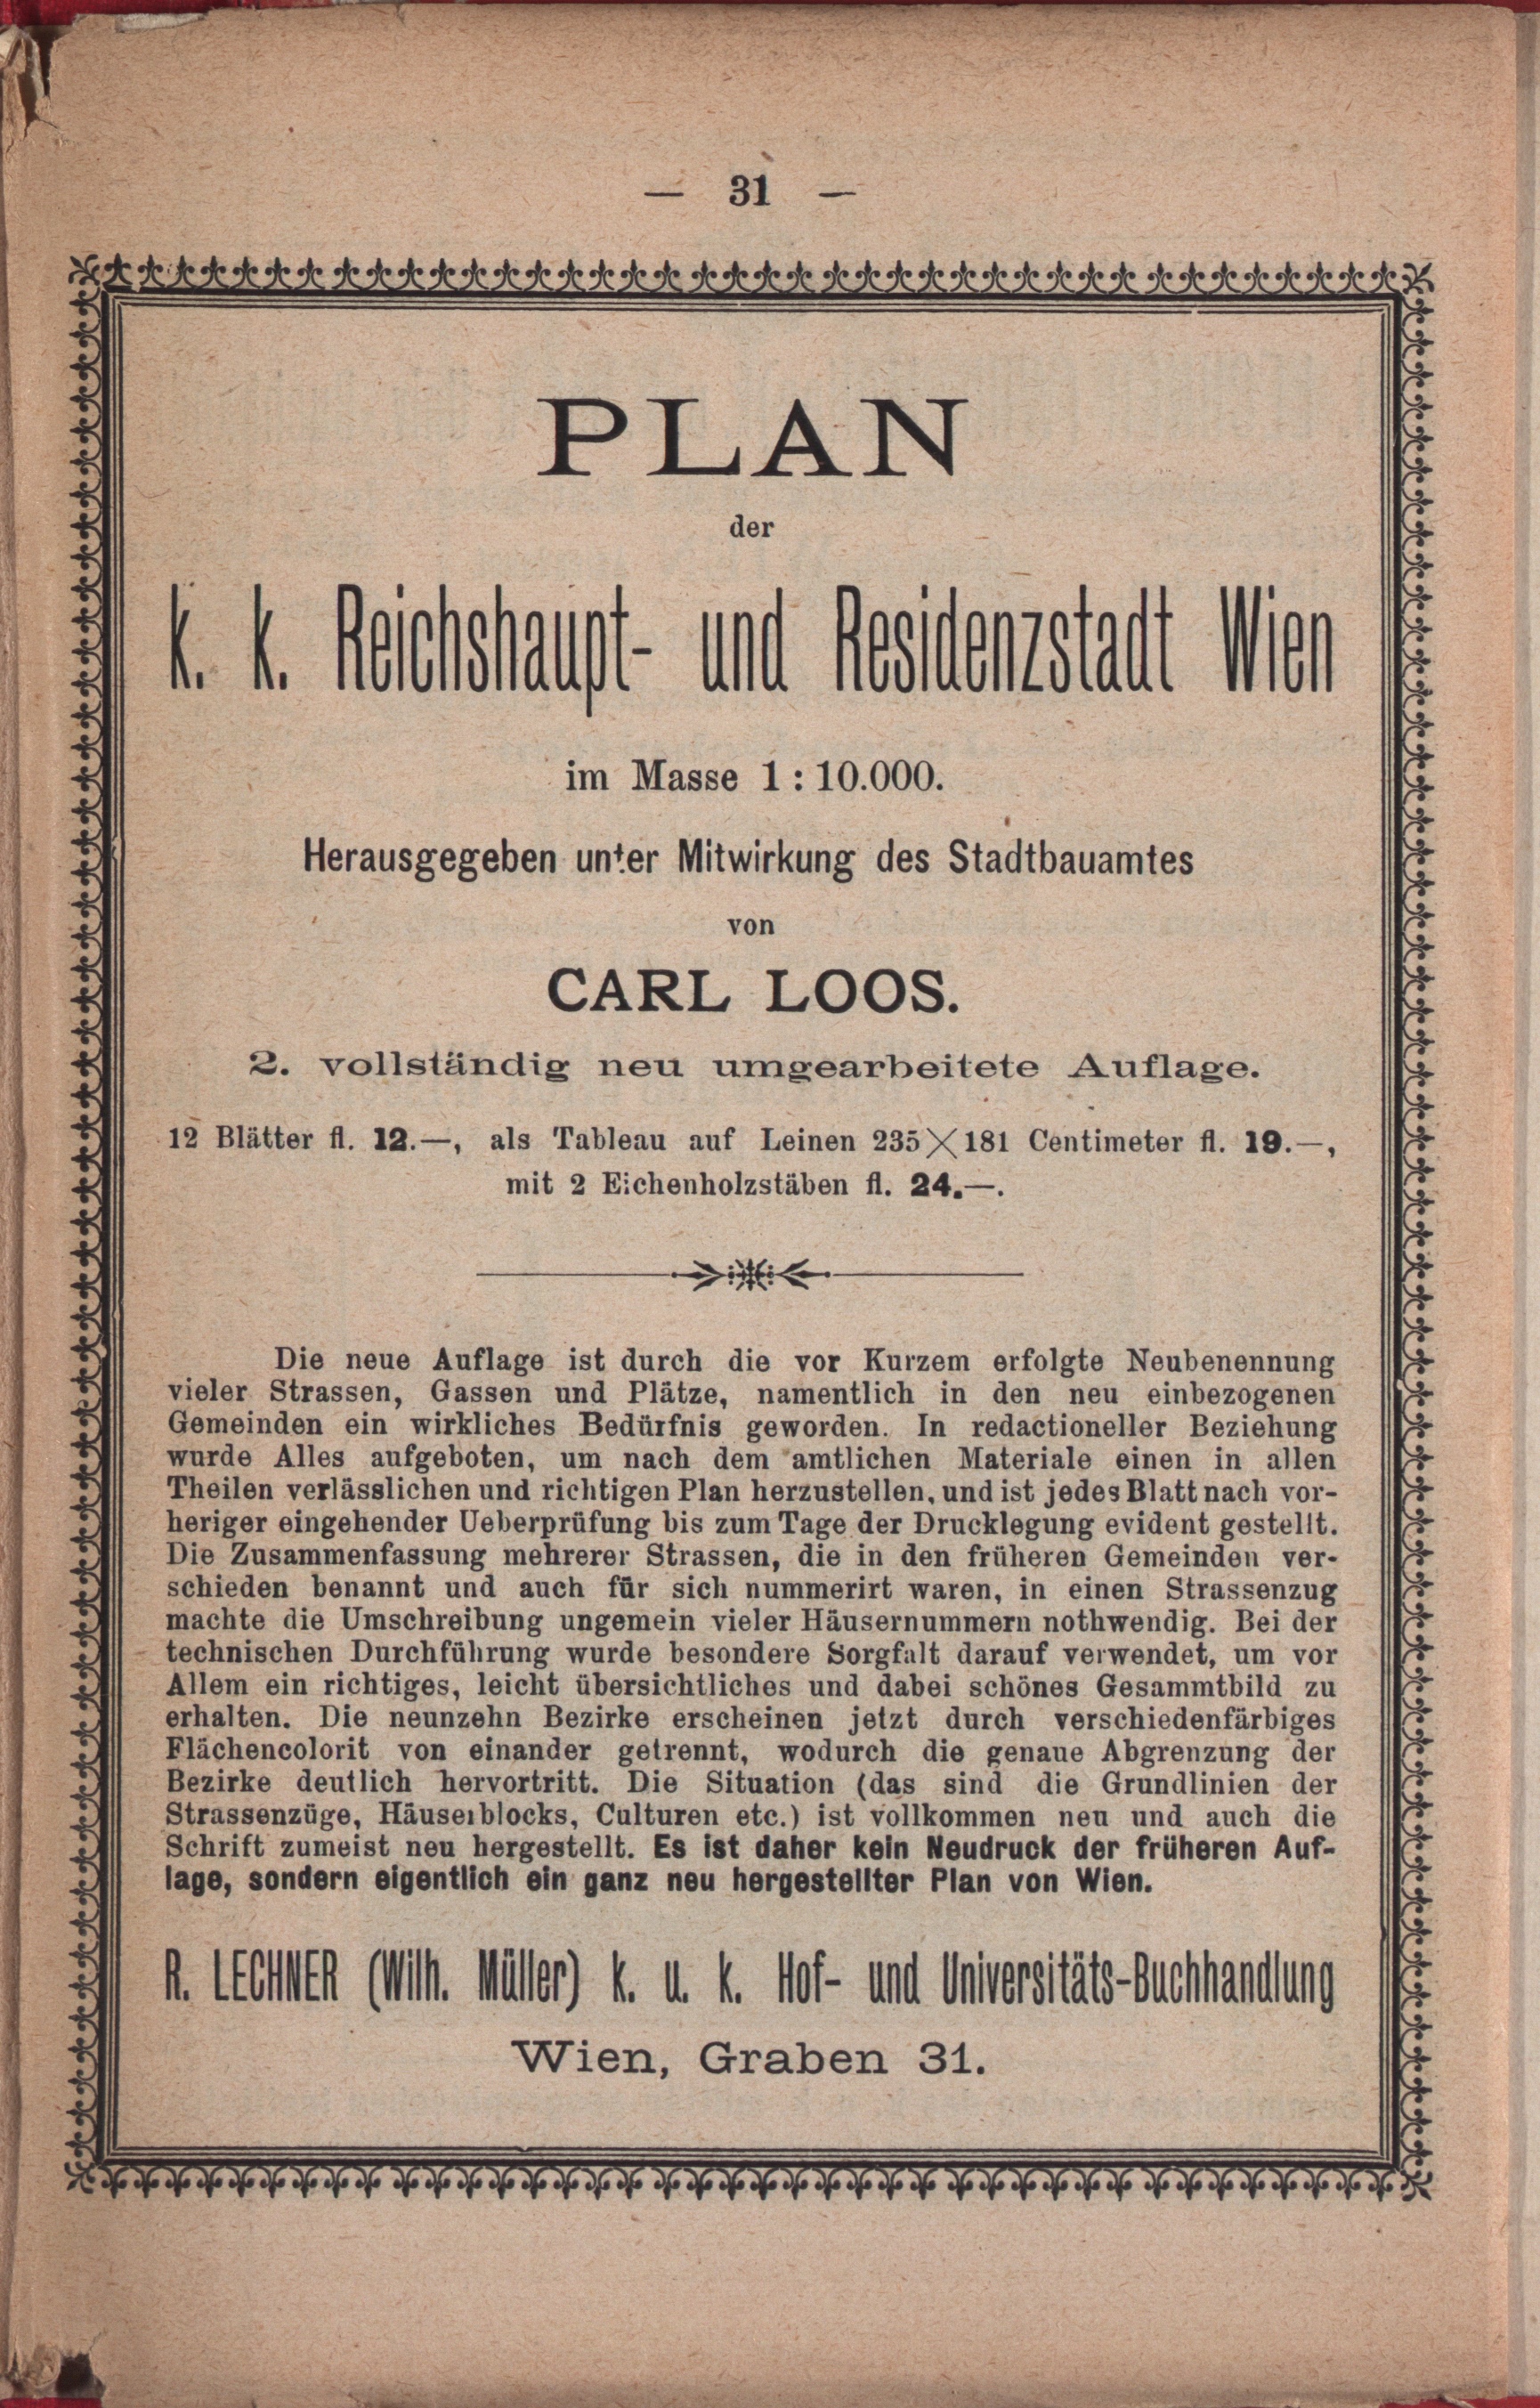 — 31 —
PLAN
der
k. k. Reichshaupt- und Residenzstadt Wien
im Masse 1 : 10.000.
Herausgegeben unter Mitwirkung des Stadtbauamtes
von
CARL LOOS.
2. vollständig neu umgearbeitete Auflage.
12 Blätter fl. 12.—, als Tableau auf Leinen 235×181 Centimeter fl. 19.—,
mit 2 Eichenholzstäben fl. 24.—.
Die neue Auflage ist durch die vor Kurzem erfolgte Neubenennung
vieler Strassen, Gassen und Plätze, namentlich in den neu einbezogenen
Gemeinden ein wirkliches Bedürfnis geworden. In redactioneller Beziehung
wurde Alles aufgeboten, um nach dem amtlichen Materiale einen in allen
Theilen verlässlichen und richtigen Plan herzustellen, und ist jedes Blatt nach vor-
heriger eingehender Ueberprüfung bis zum Tage der Drucklegung evident gestellt.
Die Zusammenfassung mehrerer Strassen, die in den früheren Gemeinden ver-
schieden benannt und auch für sich nummerirt waren, in einen Strassenzug
machte die Umschreibung ungemein vieler Häusernummern nothwendig. Bei der
technischen Durchführung wurde besondere Sorgfalt darauf verwendet, um vor
Allem ein richtiges, leicht übersichtliches und dabei schönes Gesammtbild zu
erhalten. Die neunzehn Bezirke erscheinen jetzt durch verschiedenfärbiges
Flächencolorit von einander getrennt, wodurch die genaue Abgrenzung der
Bezirke deutlich hervortritt. Die Situation (das sind die Grundlinien der
Strassenzüge, Häuserblocks, Culturen etc.) ist vollkommen neu und auch die
Schrift zumeist neu hergestellt. Es ist daher kein Neudruck der früheren Auf-
lage, sondern eigentlich ein ganz neu hergestellter Plan von Wien.
R. LECHNER (Wilh. Müller) k. u. k. Hof- und Universitäts-Buchhandlung
Wien, Graben 31.